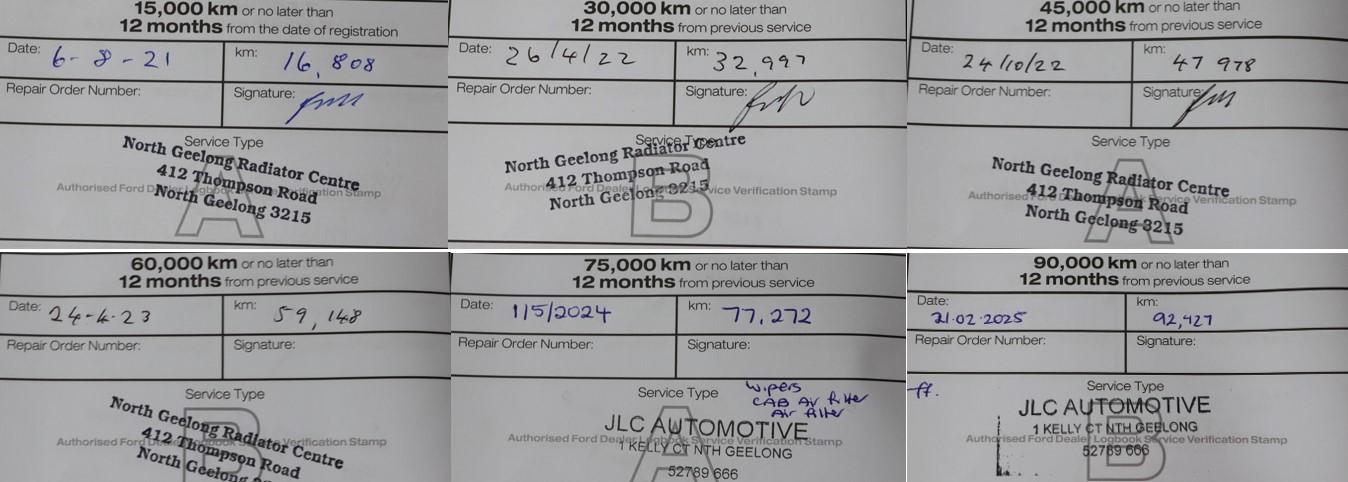 15,000 km or no later than
12 months from the date of registration
Date: 6-8-21 km: 16,808
Repair Order Number: Signature:
Service Type
A
Authorised Ford Dealer Logbook Service Verification Stamp
North Geelong Radiator Centre
412 Thompson Road
North Geelong 3215
30,000 km or no later than
12 months from previous service
Date: 26/4/22 km: 32,997
Repair Order Number: Signature:
Service Type
B
Authorised Ford Dealer Logbook Service Verification Stamp
North Geelong Radiator Centre
412 Thompson Road
North Geelong 3215
45,000 km or no later than
12 months from previous service
Date: 24/10/22 km: 47 978
Repair Order Number: Signature:
Service Type
A
Authorised Ford Dealer Logbook Service Verification Stamp
North Geelong Radiator Centre
412 Thompson Road
North Geelong 3215
60,000 km or no later than
12 months from previous service
Date: 24-4-23 km: 59,148
Repair Order Number: Signature:
Service Type
B
Authorised Ford Dealer Logbook Service Verification Stamp
North Geelong Radiator Centre
412 Thompson Road
North Geelong
75,000 km or no later than
12 months from previous service
Date: 1/5/2024 km: 77,272
Repair Order Number: Signature:
Service Type
wipers
CAB Air filter
Air filter
A
Authorised Ford Dealer Logbook Service Verification Stamp
JLC AUTOMOTIVE
1 KELLY CT NTH GEELONG
52789 666
90,000 km or no later than
12 months from previous service
Date: 21.02.2025 km: 92,427
Repair Order Number: Signature:
Service Type
B
Authorised Ford Dealer Logbook Service Verification Stamp
JLC AUTOMOTIVE
1 KELLY CT NTH GEELONG
52789 666